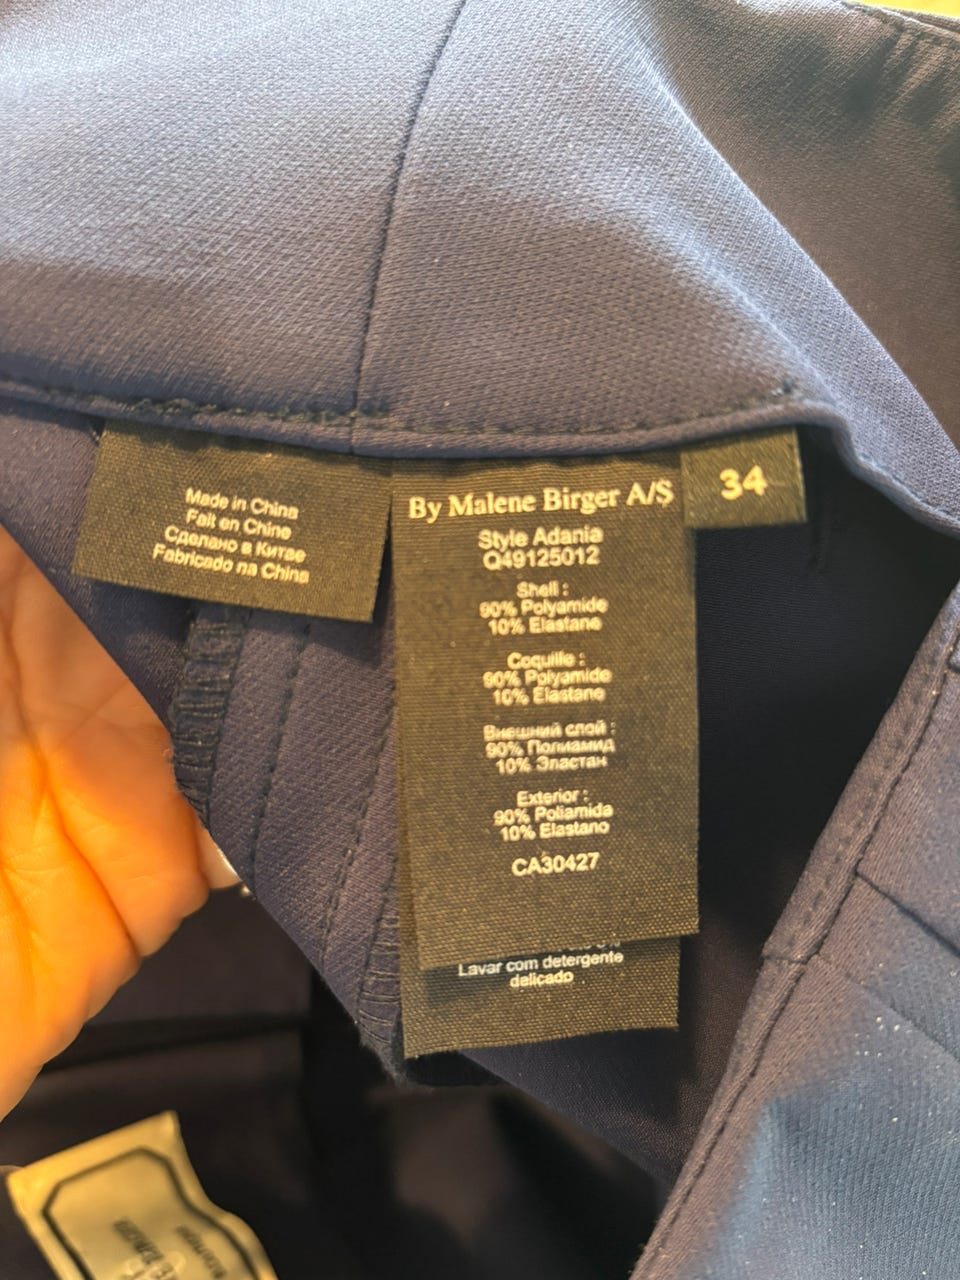 Made in China
Fait en Chine
Сделано в Китае
Fabricado na China
By Malene Birger A/S
Style Adania
Q49125012
Shell :
90% Polyamide
10% Elastane
Coquille :
90% Polyamide
10% Elastane
Внешний слой :
90% Полиамид
10% Эластан
Exterior :
90% Poliamida
10% Elastano
CA30427
34
Lavar com detergente
delicado